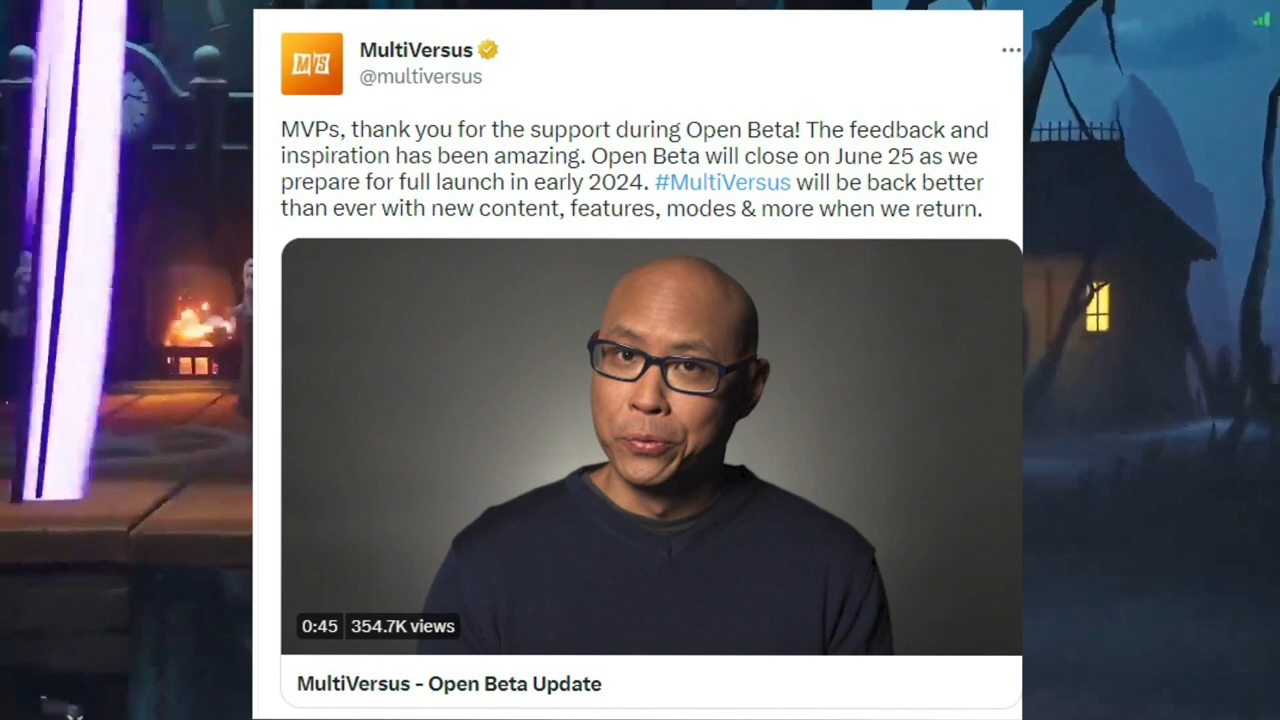 MVS
MultiVersus
@multiversus
MVPs, thank you for the support during Open Beta! The feedback and
inspiration has been amazing. Open Beta will close on June 25 as we
prepare for full launch in early 2024. #MultiVersus will be back better
than ever with new content, features, modes & more when we return.
0:45 354.7K views
MultiVersus - Open Beta Update